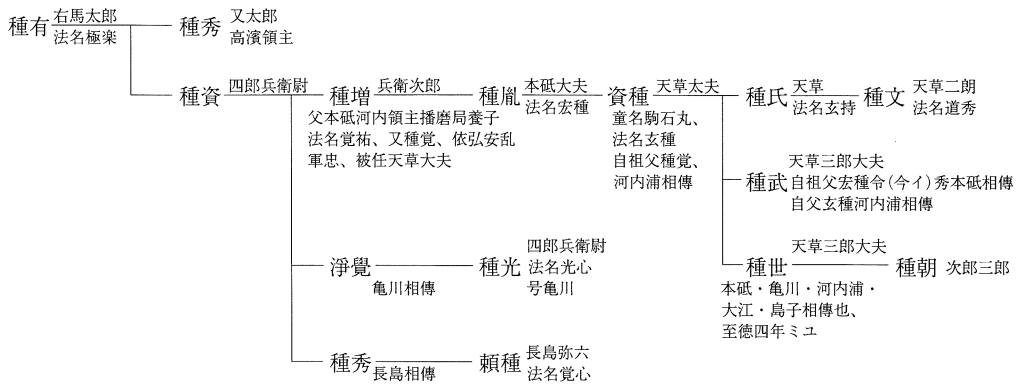 種有
右馬太郎
法名極楽
種秀
又太郎
高濱領主
種資
四郎兵衛尉
種増
兵衛次郎
父本砥河内領主播磨局養子
法名覚祐、又種覚、依弘安乱
軍忠、被任天草大夫
種胤
本砥大夫
法名宏種
資種
天草太夫
童名駒石丸、
法名玄種
自祖父種覚、
河内浦相傳
種氏
天草
法名玄持
種文
天草二朗
法名道秀
種武
天草三郎大夫
自祖父宏種令(今イ)秀本砥相傳
自父玄種河内浦相傳
種世
天草三郎大夫
本砥・亀川・河内浦・
大江・島子相傳也、
至徳四年ミユ
種朝
次郎三郎
淨覺
亀川相傳
種光
四郎兵衛尉
法名光心
号亀川
種秀
長島相傳
頼種
長島弥六
法名覚心